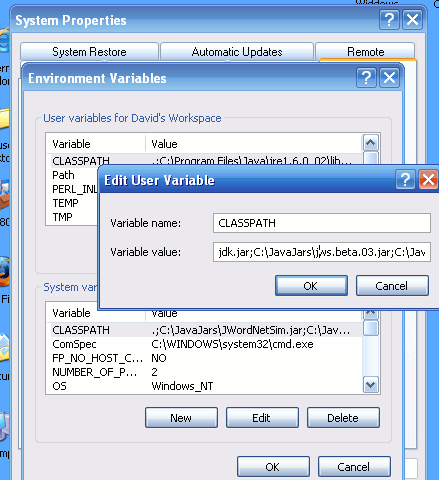 Windows
System Properties
System Restore Automatic Updates Remote
Environment Variables
User variables for David's Workspace
Variable Value
CLASSPATH .;C:\Program Files\Java\jre1.6.0_02\lib...
Path
PERL_INL
TEMP
TMP
Edit User Variable
Variable name: CLASSPATH
Variable value: jdk.jar;C:\JavaJars\jws.beta.03.jar;C:\Jav
OK Cancel
System var
Variable Value
CLASSPATH .;C:\JavaJars\JWordNetSim.jar;C:\Jav...
ComSpec C:\WINDOWS\system32\cmd.exe
FP_NO_HOST_C... NO
NUMBER_OF_P... 2
OS Windows_NT
New Edit Delete
OK Cancel